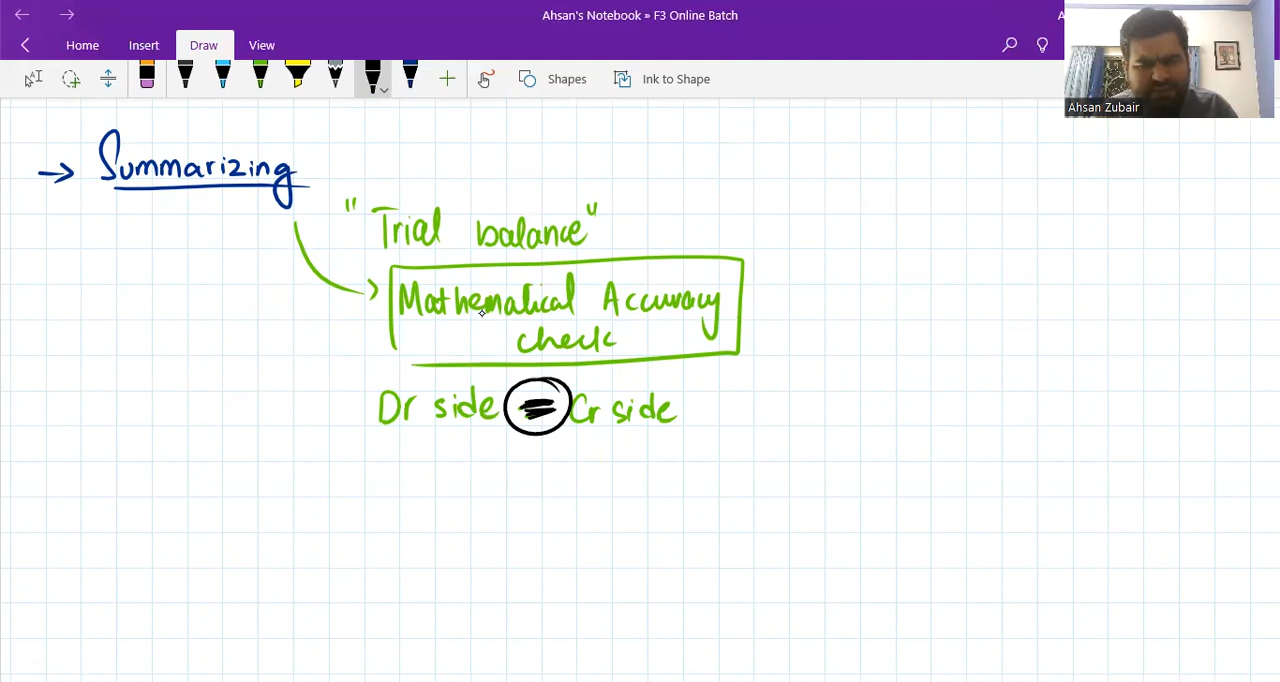 Ahsan's Notebook » F3 Online Batch
A
Home Insert Draw View
Shapes Ink to Shape
Ahsan Zubair
→ Summarizing
"Trial balance"
Mathematical Accuracy
check
Dr side = Cr side